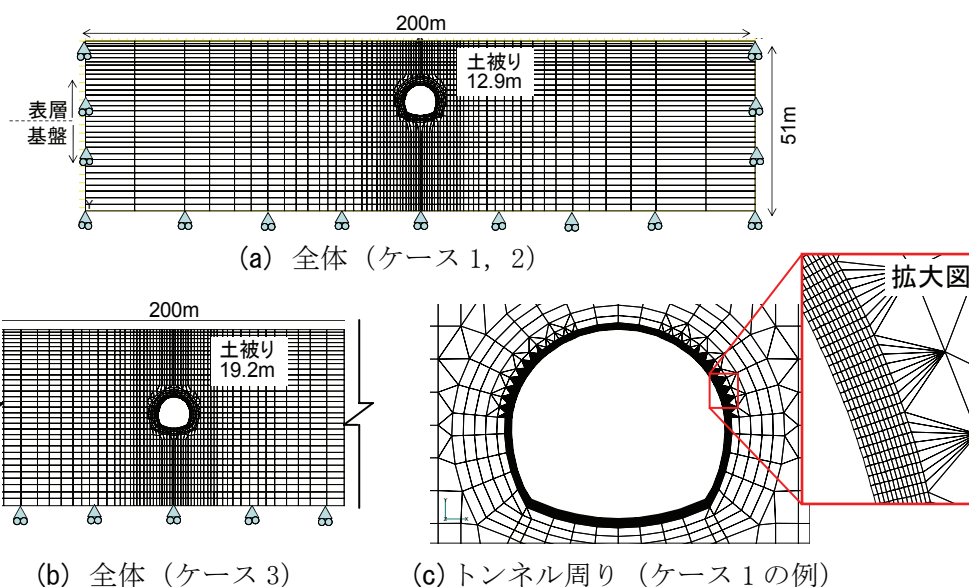 200m
土被り
12.9m
表層
基盤
51m
Y
(a) 全体（ケース 1，2）
200m
土被り
19.2m
拡大図
(b) 全体（ケース 3）
(c) トンネル周り（ケース 1 の例）